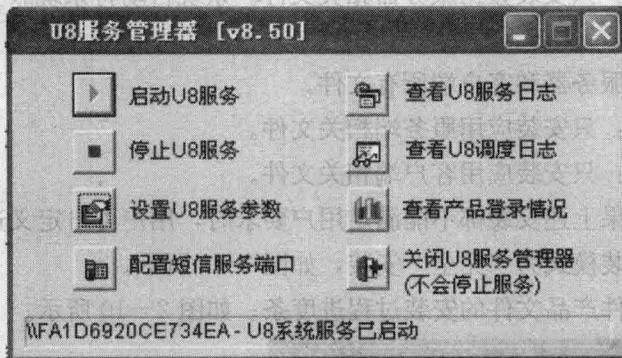 U8服务管理器 [v8.50]
启动U8服务
查看U8服务日志
停止U8服务
查看U8调度日志
设置U8服务参数
查看产品登录情况
配置短信服务端口
关闭U8服务管理器
(不会停止服务)
\\FA1D6920CE734EA - U8系统服务已启动